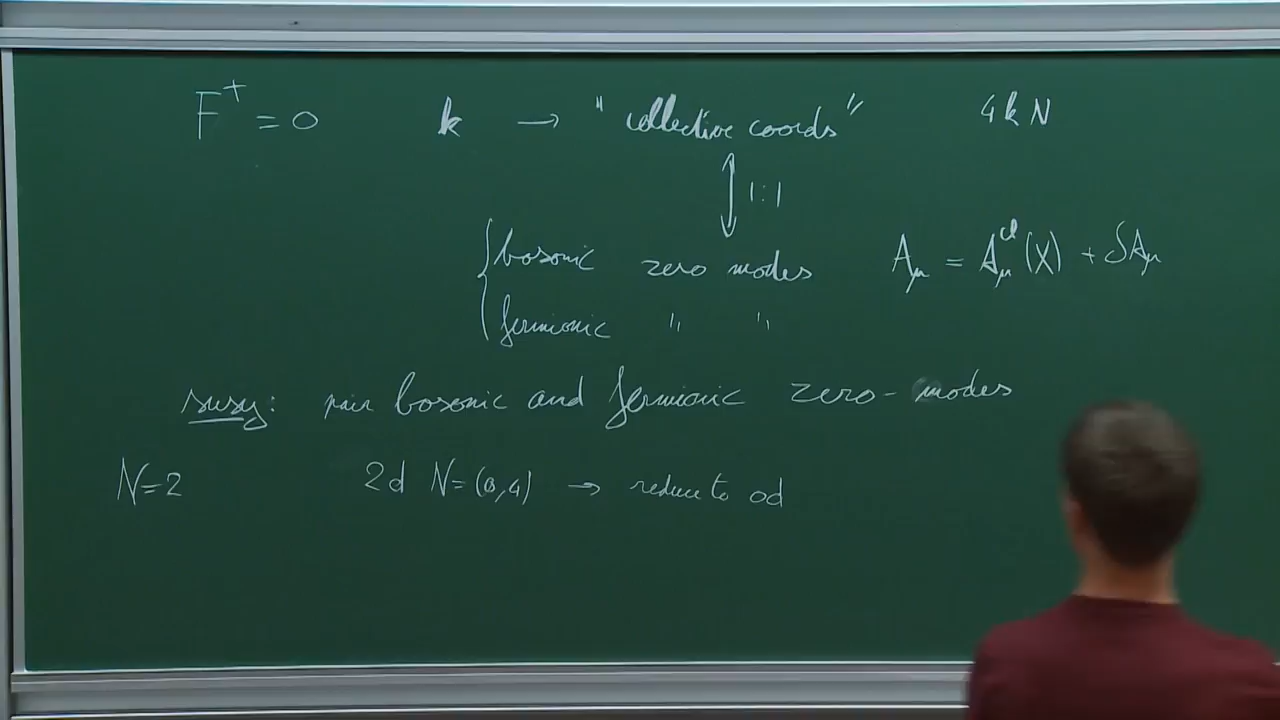 F⁺ = 0 k → "collective coords" 4kN
↕ 1:1
{ bosonic zero modes A_μ = A_μ^cl (X) + δA_μ
{ fermionic " "
susy: pair bosonic and fermionic zero-modes
N=2 2d N=(0,4) → reduce to 0d